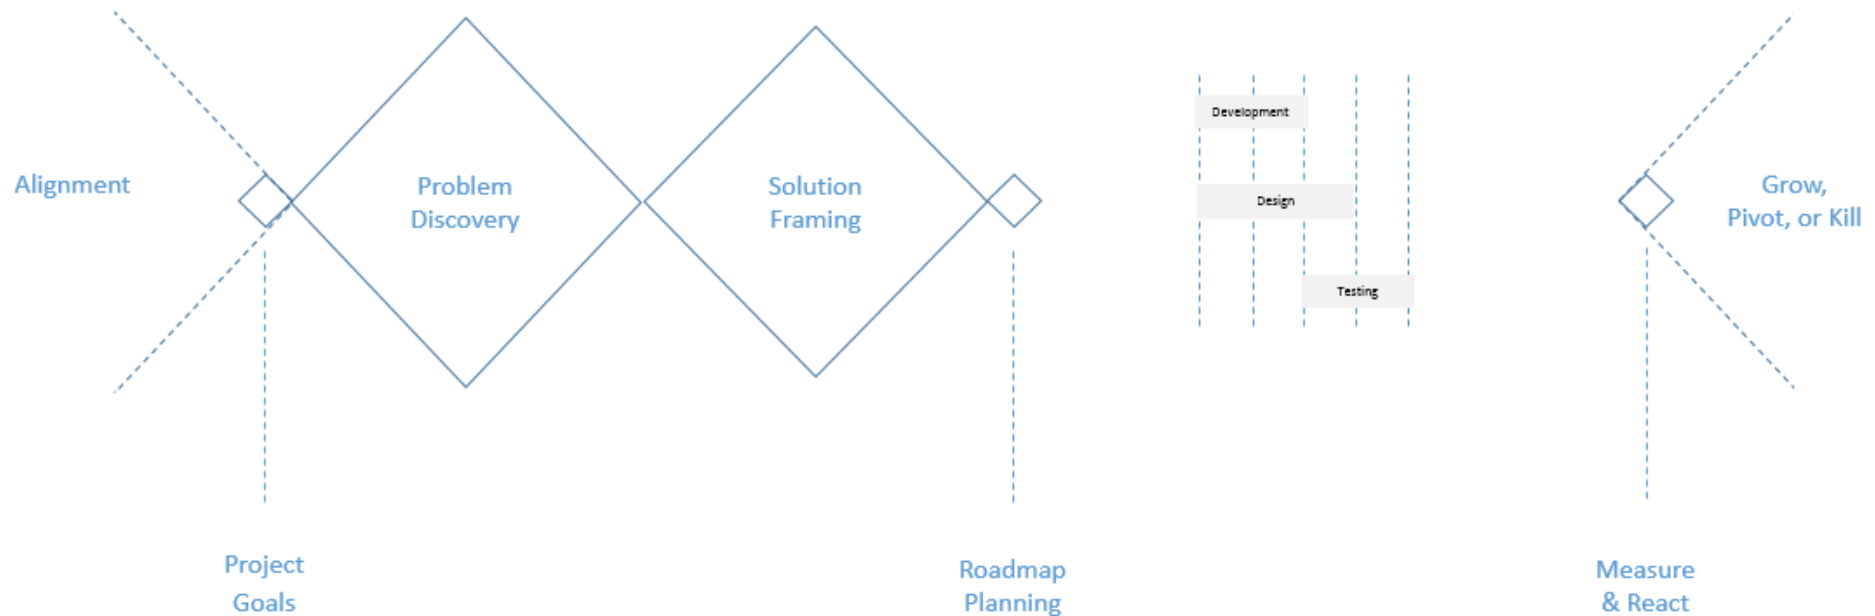 Alignment
Problem
Discovery
Solution
Framing
Development
Design
Testing
Grow,
Pivot, or Kill
Project
Goals
Roadmap
Planning
Measure
& React